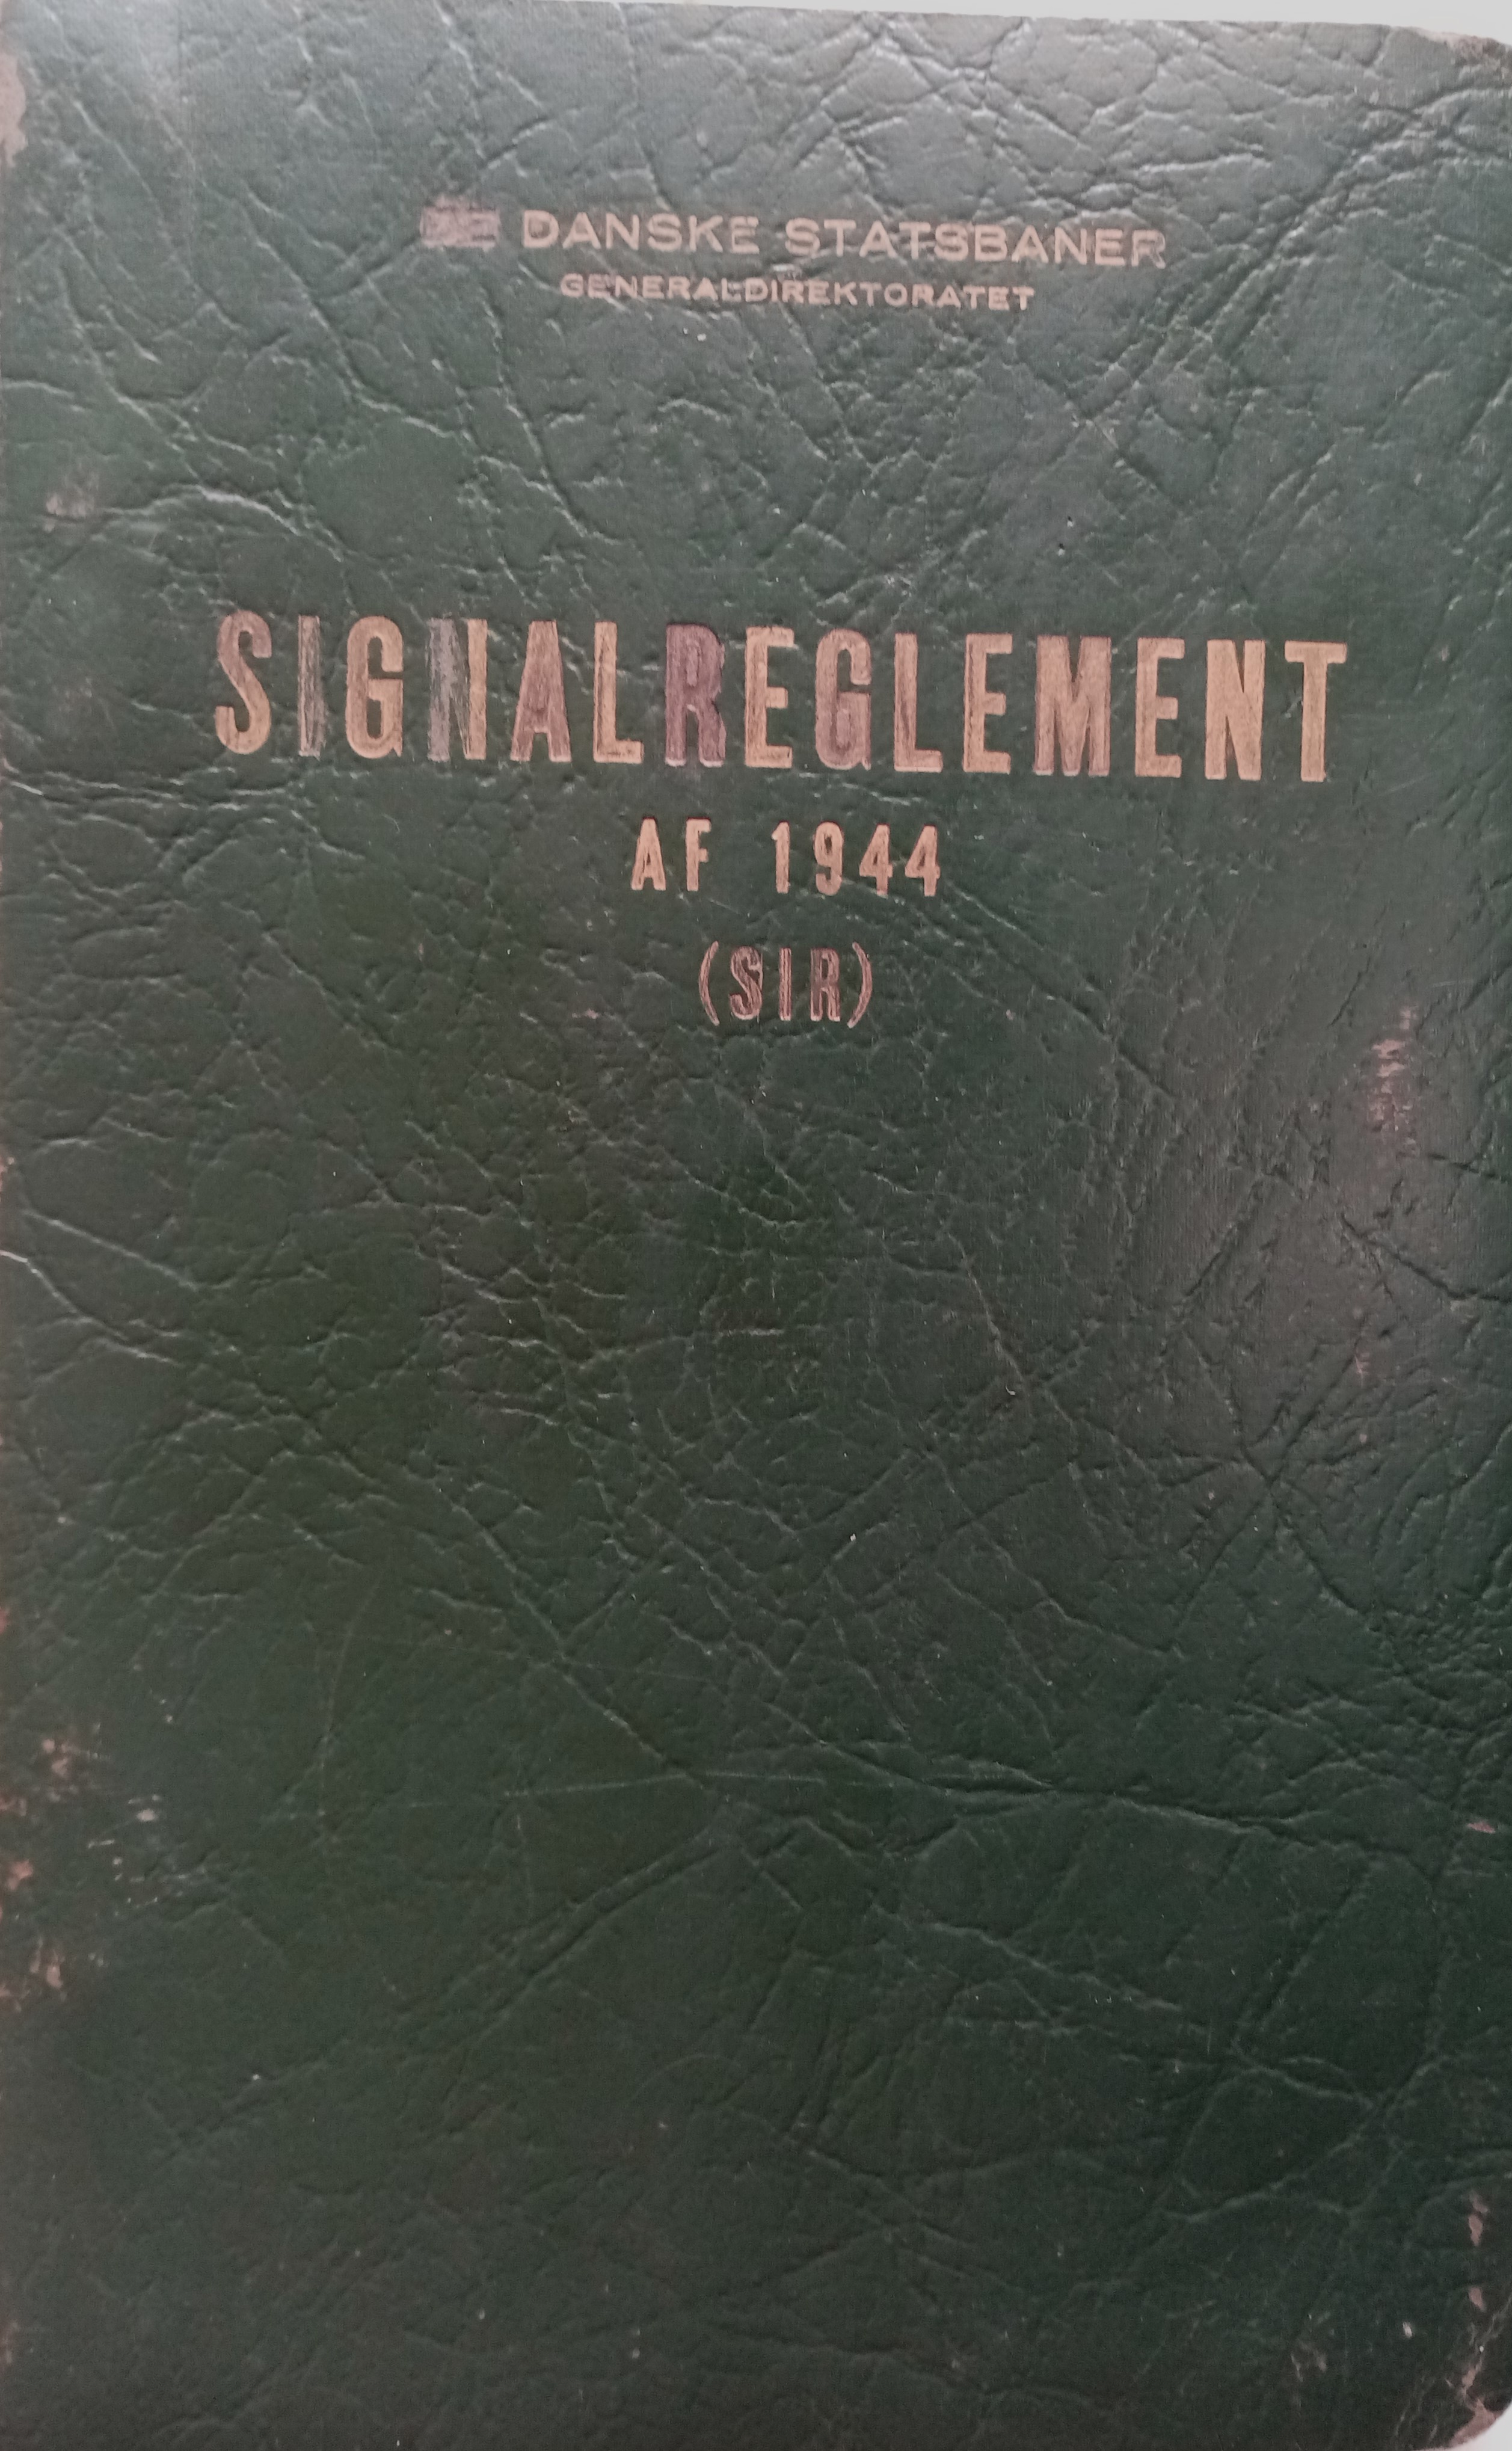 DANSKE STATSBANER
GENERALDIREKTORATET
SIGNALREGLEMENT
AF 1944
(SIR)